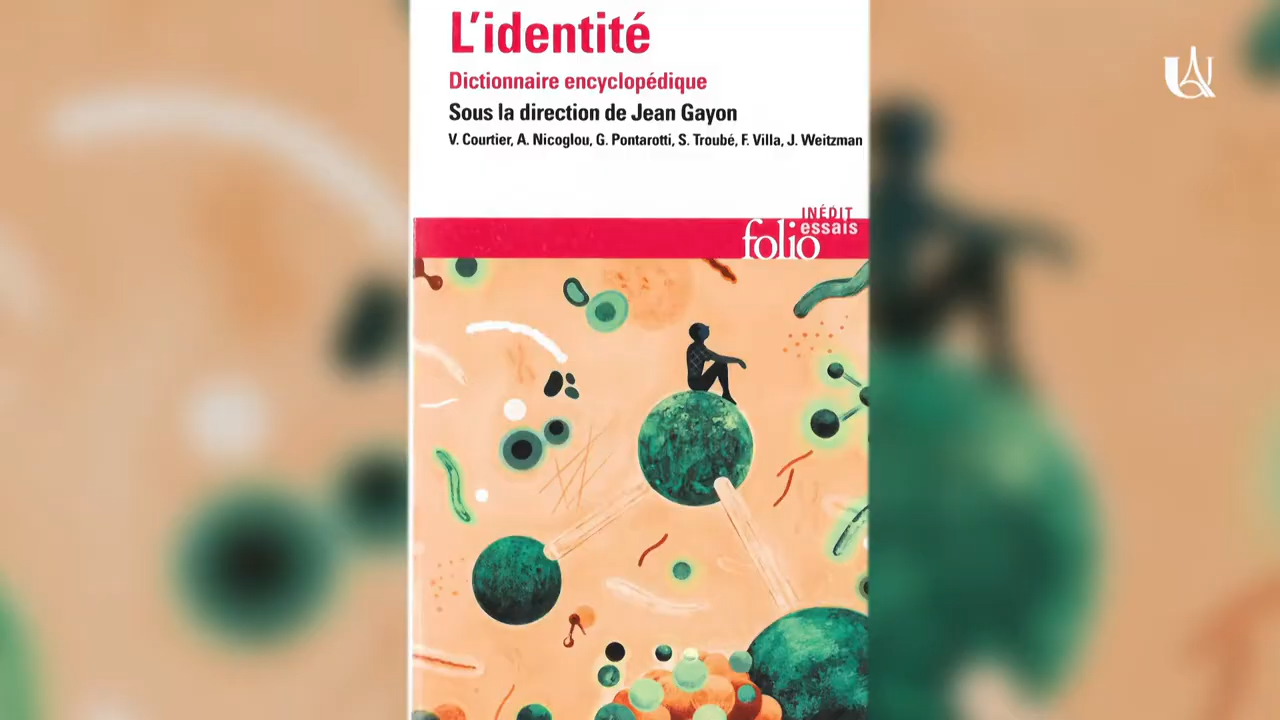 L'identité
Dictionnaire encyclopédique
Sous la direction de Jean Gayon
V. Courtier, A. Nicoglou, G. Pontarotti, S. Troubé, F. Villa, J. Weitzman
INÉDIT
essais
folio